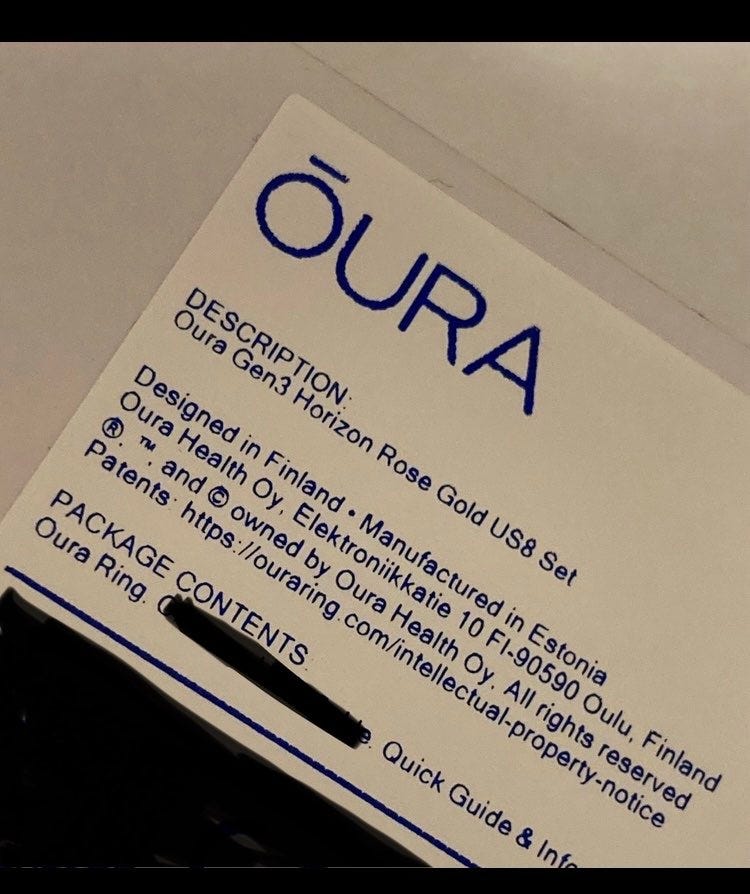 ŌURA
DESCRIPTION:
Oura Gen3 Horizon Rose Gold US8 Set
Designed in Finland • Manufactured in Estonia
Oura Health Oy, Elektroniikkatie 10 FI-90590 Oulu, Finland
®, ™, and © owned by Oura Health Oy. All rights reserved
Patents: https://ouraring.com/intellectual-property-notice
PACKAGE CONTENTS:
Oura Ring. Quick Guide &